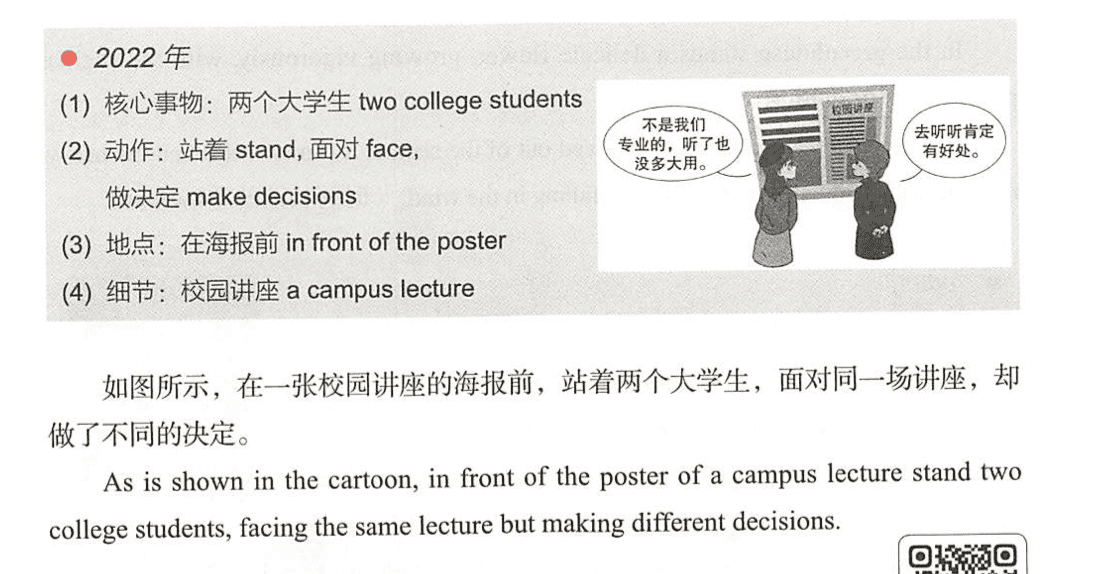 ● 2022 年
(1) 核心事物：两个大学生 two college students
(2) 动作：站着 stand, 面对 face,
做决定 make decisions
(3) 地点：在海报前 in front of the poster
(4) 细节：校园讲座 a campus lecture
不是我们
专业的，听了也
没多大用。
校园讲座
去听听肯定
有好处。
如图所示，在一张校园讲座的海报前，站着两个大学生，面对同一场讲座，却
做了不同的决定。
As is shown in the cartoon, in front of the poster of a campus lecture stand two
college students, facing the same lecture but making different decisions.